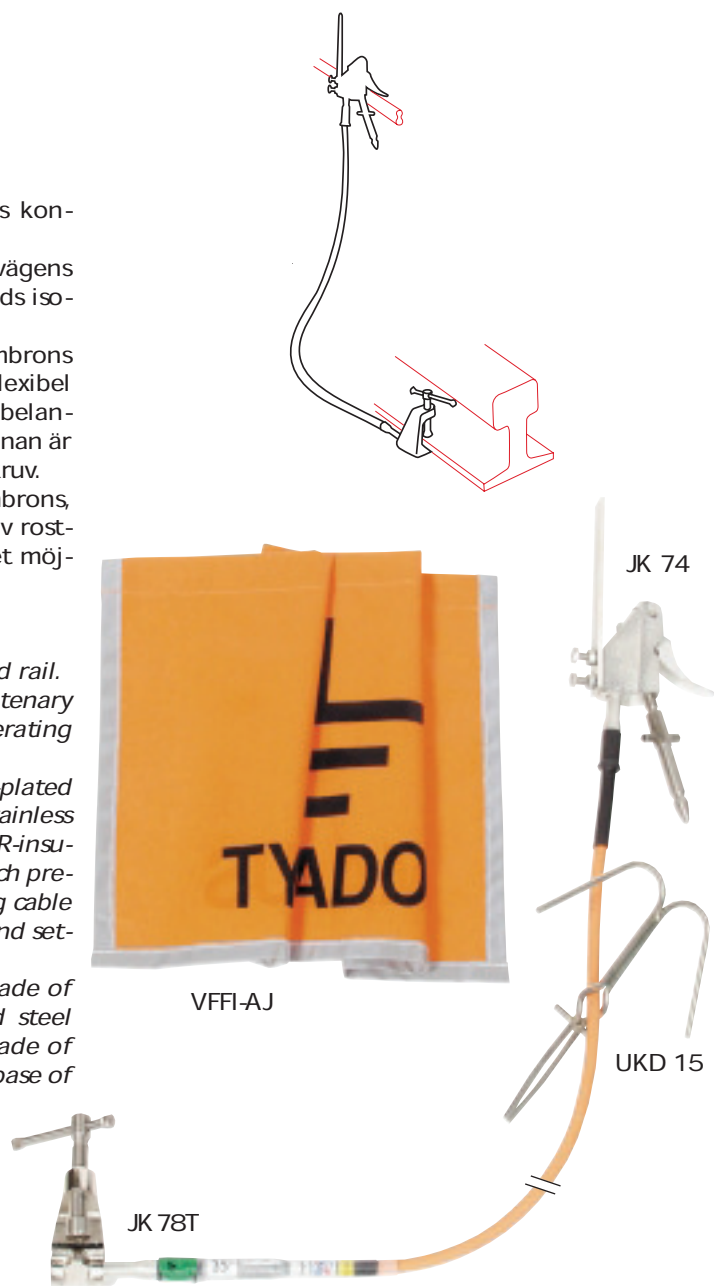 s kon-
vägens
ds iso-
mbrons
lexibel
belan-
nan är
ruv.
mbrons,
v rost-
et möj-
d rail.
tenary
erating
-plated
ainless
R-insu-
ch pre-
g cable
nd set-
ade of
d steel
ade of
base of
JK 74
L
TYADO
VFFI-AJ
UKD 15
JK 78T